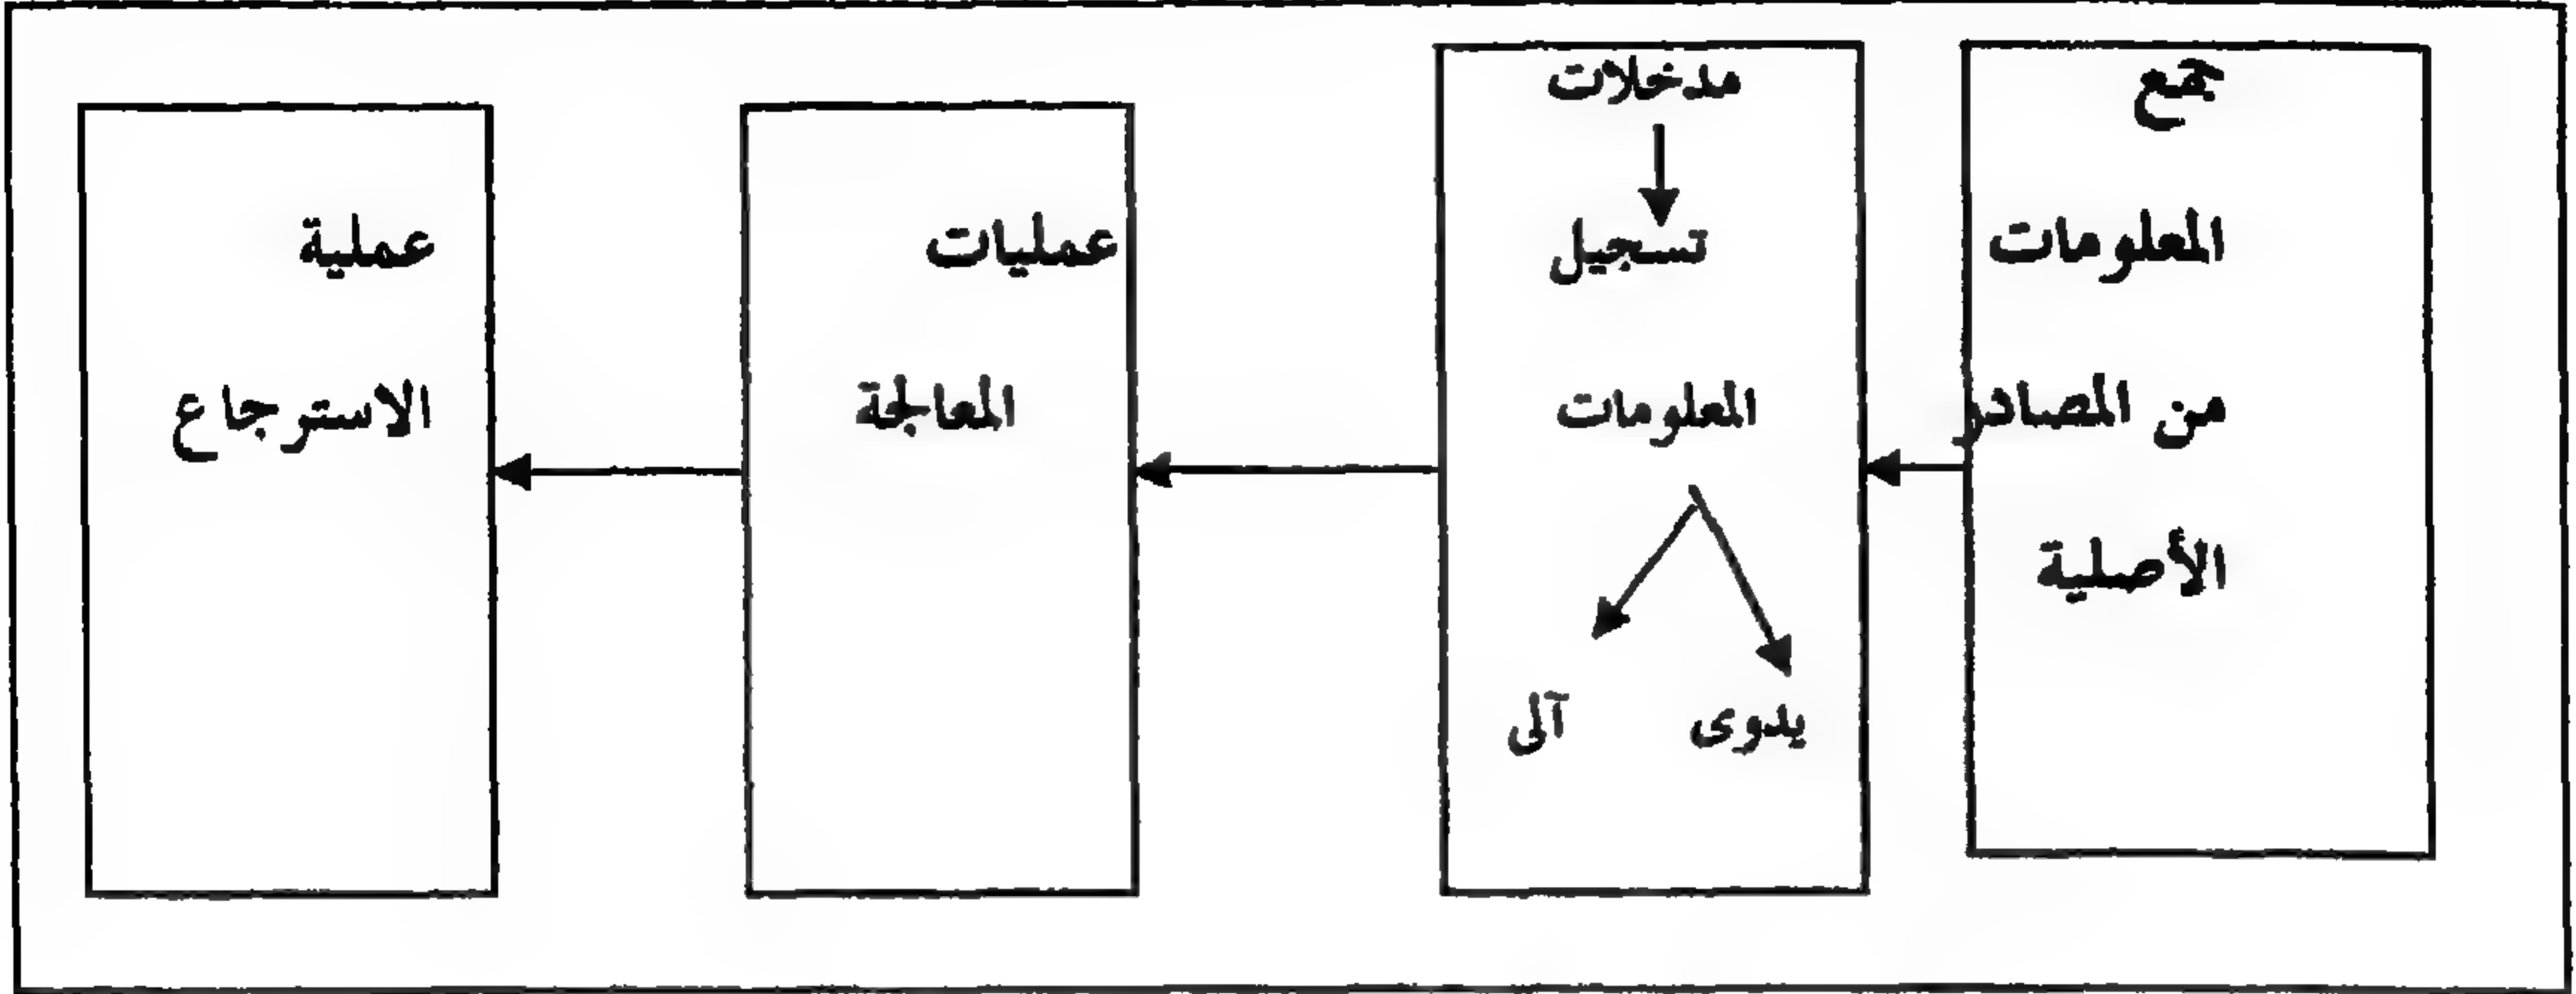 جمع
المعلومات
من المصادر
الأصلية
مدخلات
تسجيل
المعلومات
يدوى
آلى
عمليات
المعالجة
عملية
الاسترجاع